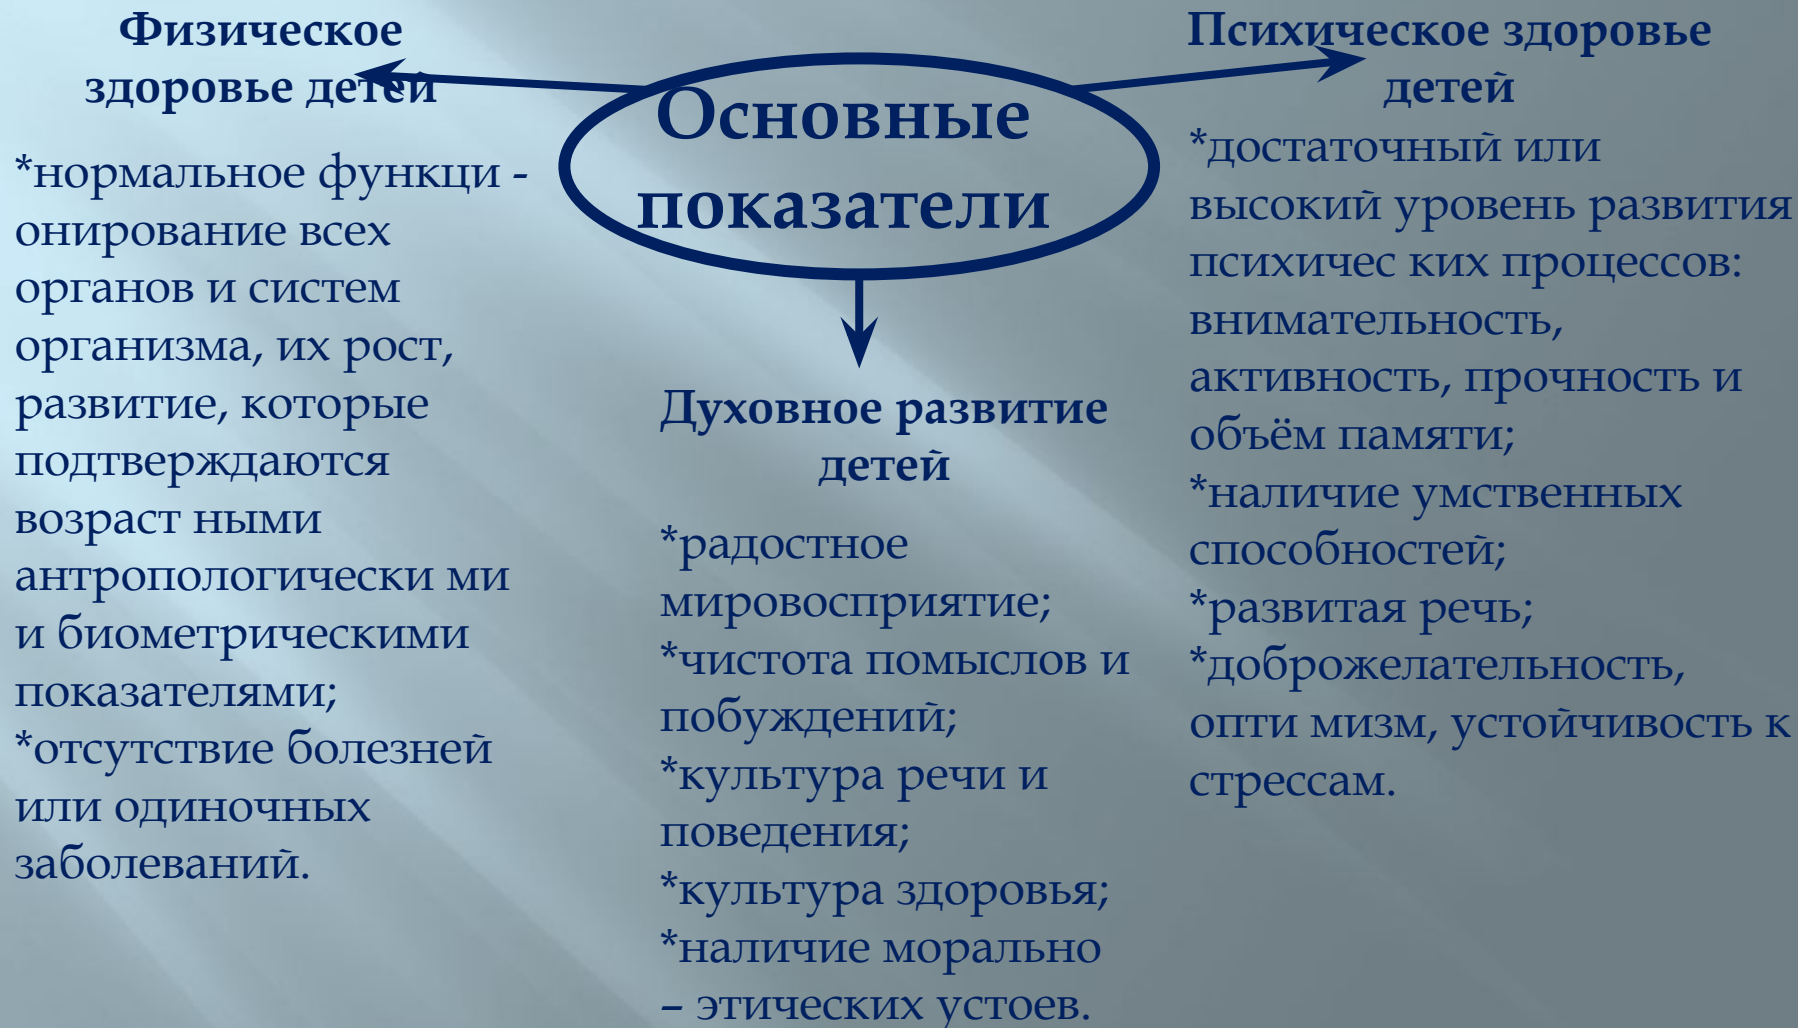 Физическое
здоровье детей
*нормальное функци -
онирование всех
органов и систем
организма, их рост,
развитие, которые
подтверждаются
возраст ными
антропологически ми
и биометрическими
показателями;
*отсутствие болезней
или одиночных
заболеваний.
Основные
показатели
Духовное развитие
детей
*радостное
мировосприятие;
*чистота помыслов и
побуждений;
*культура речи и
поведения;
*культура здоровья;
*наличие морально
– этических устоев.
Психическое здоровье
детей
*достаточный или
высокий уровень развития
психичес ких процессов:
внимательность,
активность, прочность и
объём памяти;
*наличие умственных
способностей;
*развитая речь;
*доброжелательность,
опти мизм, устойчивость к
стрессам.